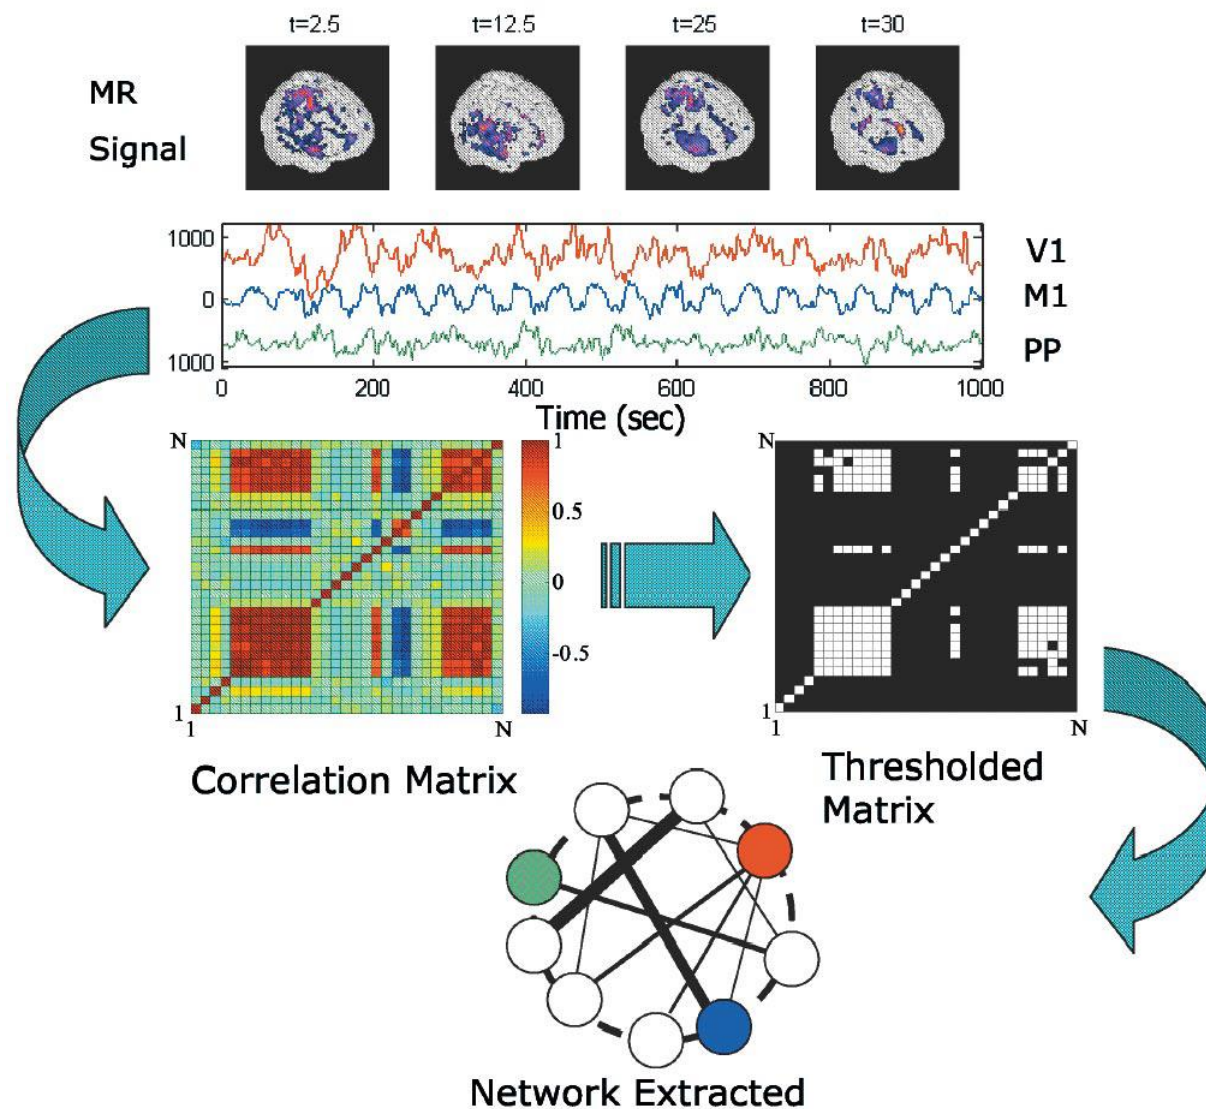 t=2.5 t=12.5 t=25 t=30
MR
Signal
1000
0
1000
V1
M1
PP
0 200 400 600 800 1000
Time (sec)
N
1
1 N
1
0.5
0
-0.5
N
1
1 N
Correlation Matrix
Thresholded
Matrix
Network Extracted